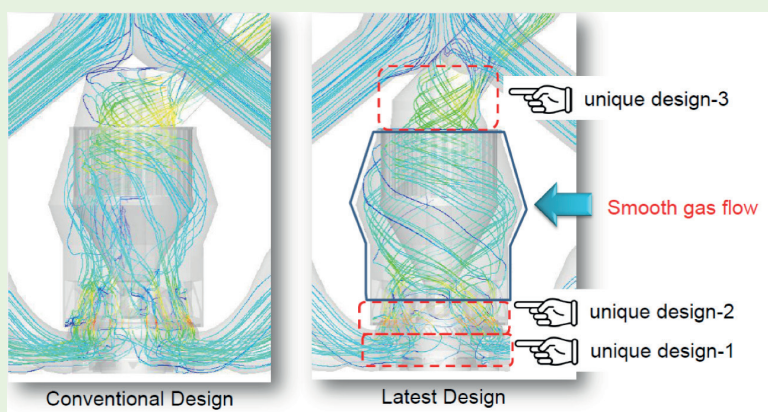 unique design-3
Smooth gas flow
unique design-2
unique design-1
Conventional Design
Latest Design